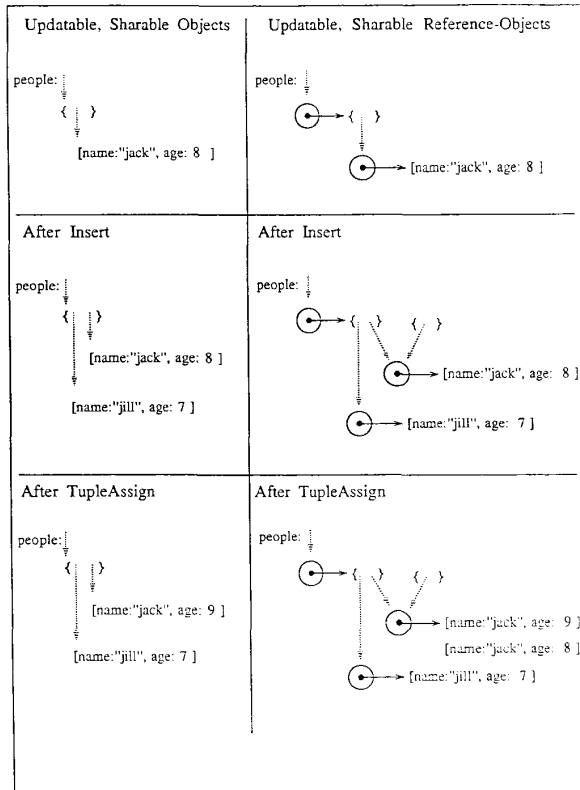 Updatable, Sharable Objects
people:
{ }
[name:"jack", age: 8 ]
Updatable, Sharable Reference-Objects
people:
{ }
[name:"jack", age: 8 ]
After Insert
people:
{ }
[name:"jack", age: 8 ]
[name:"jill", age: 7 ]
After Insert
people:
{ } { }
[name:"jack", age: 8 ]
[name:"jill", age: 7 ]
After TupleAssign
people:
{ }
[name:"jack", age: 9 ]
[name:"jill", age: 7 ]
After TupleAssign
people:
{ } { }
[name:"jack", age: 9 ]
[name:"jack", age: 8 ]
[name:"jill", age: 7 ]